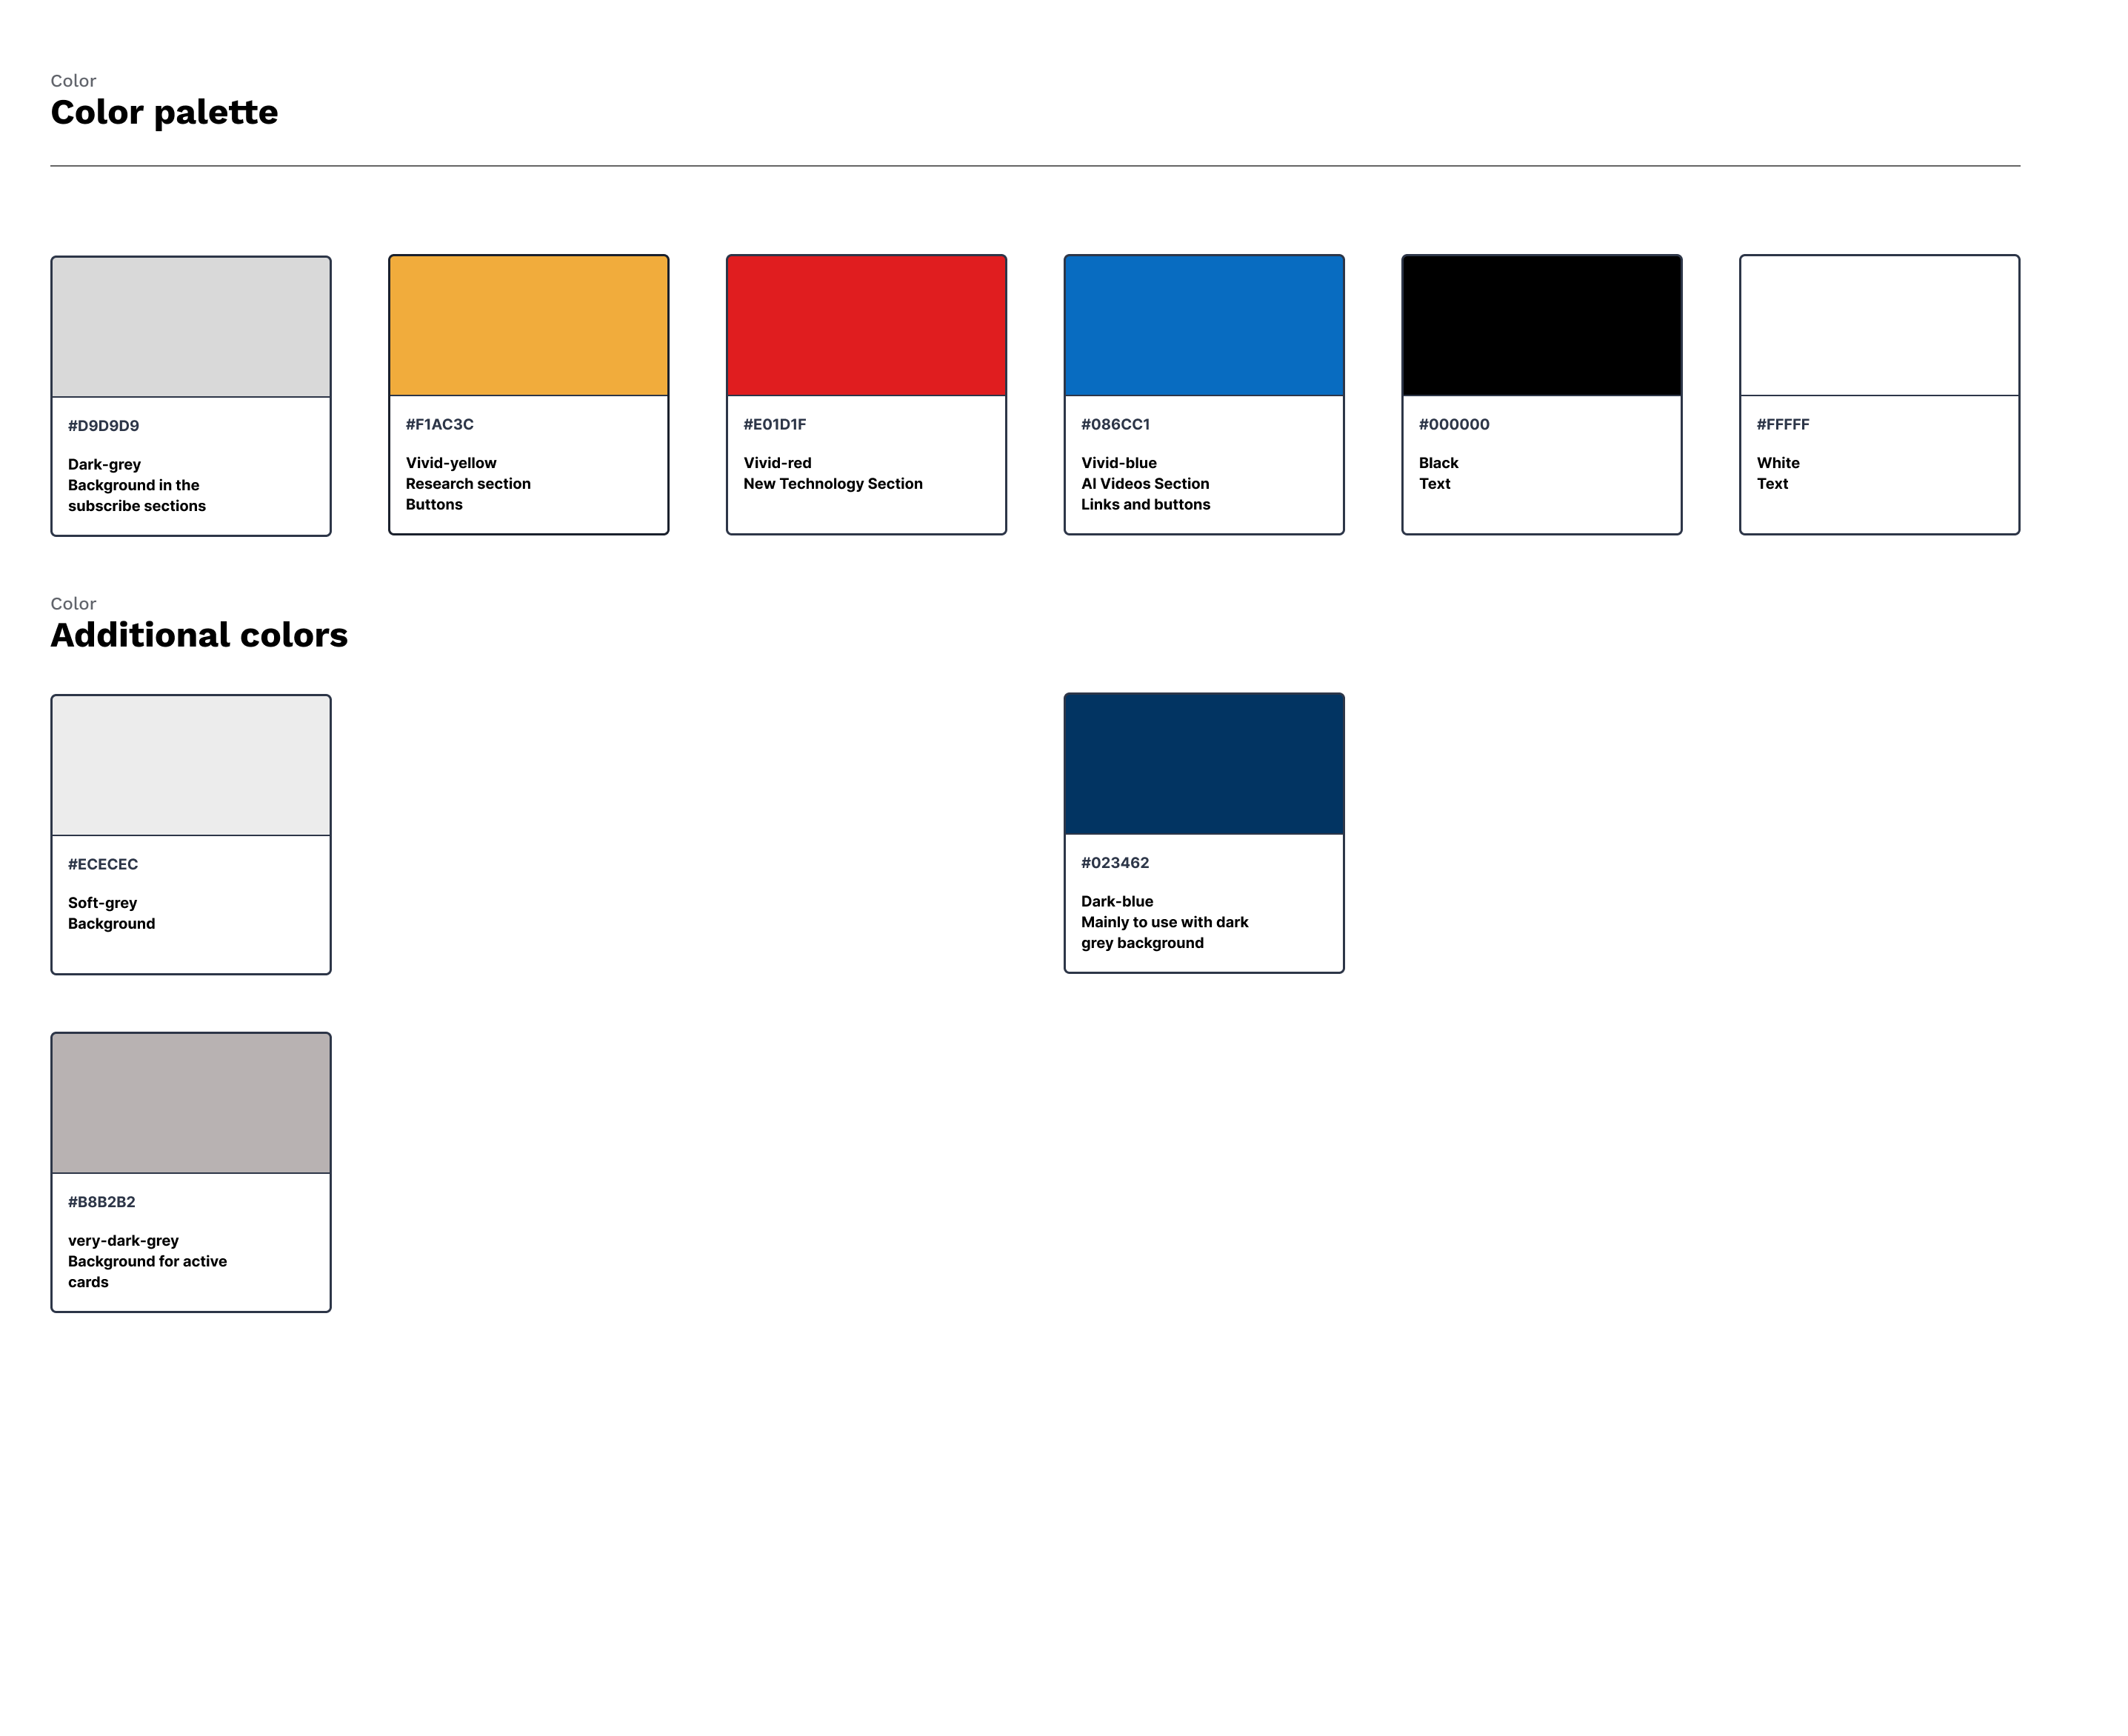 Color
Color palette
#D9D9D9
Dark-grey
Background in the
subscribe sections
#F1AC3C
Vivid-yellow
Research section
Buttons
#E01D1F
Vivid-red
New Technology Section
#086CC1
Vivid-blue
AI Videos Section
Links and buttons
#000000
Black
Text
#FFFFF
White
Text
Color
Additional colors
#ECECEC
Soft-grey
Background
#023462
Dark-blue
Mainly to use with dark
grey background
#B8B2B2
very-dark-grey
Background for active
cards